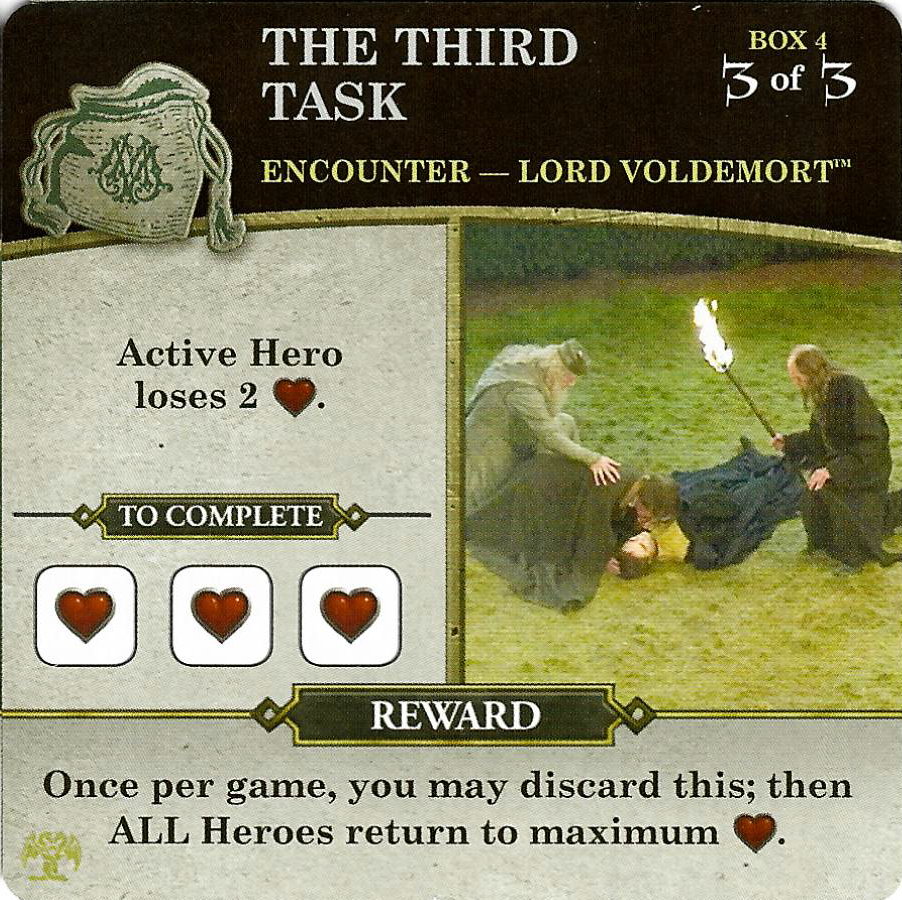 THE THIRD
TASK
BOX 4
3 of 3
ENCOUNTER — LORD VOLDEMORT™
Active Hero
loses 2 .
TO COMPLETE
REWARD
Once per game, you may discard this; then
ALL Heroes return to maximum .